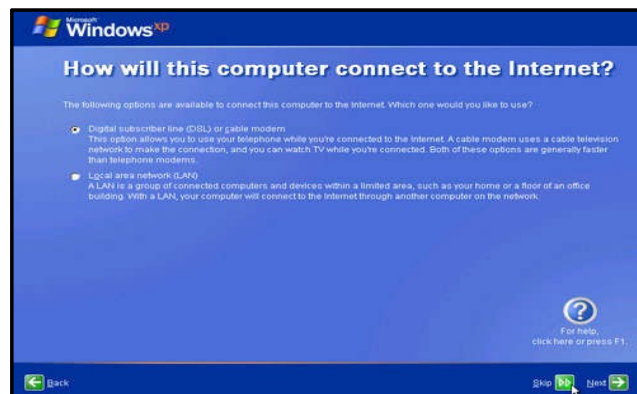 Microsoft
Windows xp
How will this computer connect to the Internet?
The following options are available to connect this computer to the Internet. Which one would you like to use?
Digital subscriber line (DSL) or cable modem
This option allows you to use your telephone while you're connected to the Internet. A cable modem uses a cable television
network to make the connection, and you can watch TV while you're connected. Both of these options are generally faster
than telephone modems.
Local area network (LAN)
A LAN is a group of connected computers and devices within a limited area, such as your home or a floor of an office
building. With a LAN, your computer will connect to the Internet through another computer on the network.
For help,
click here or press F1.
Back
Skip
Next